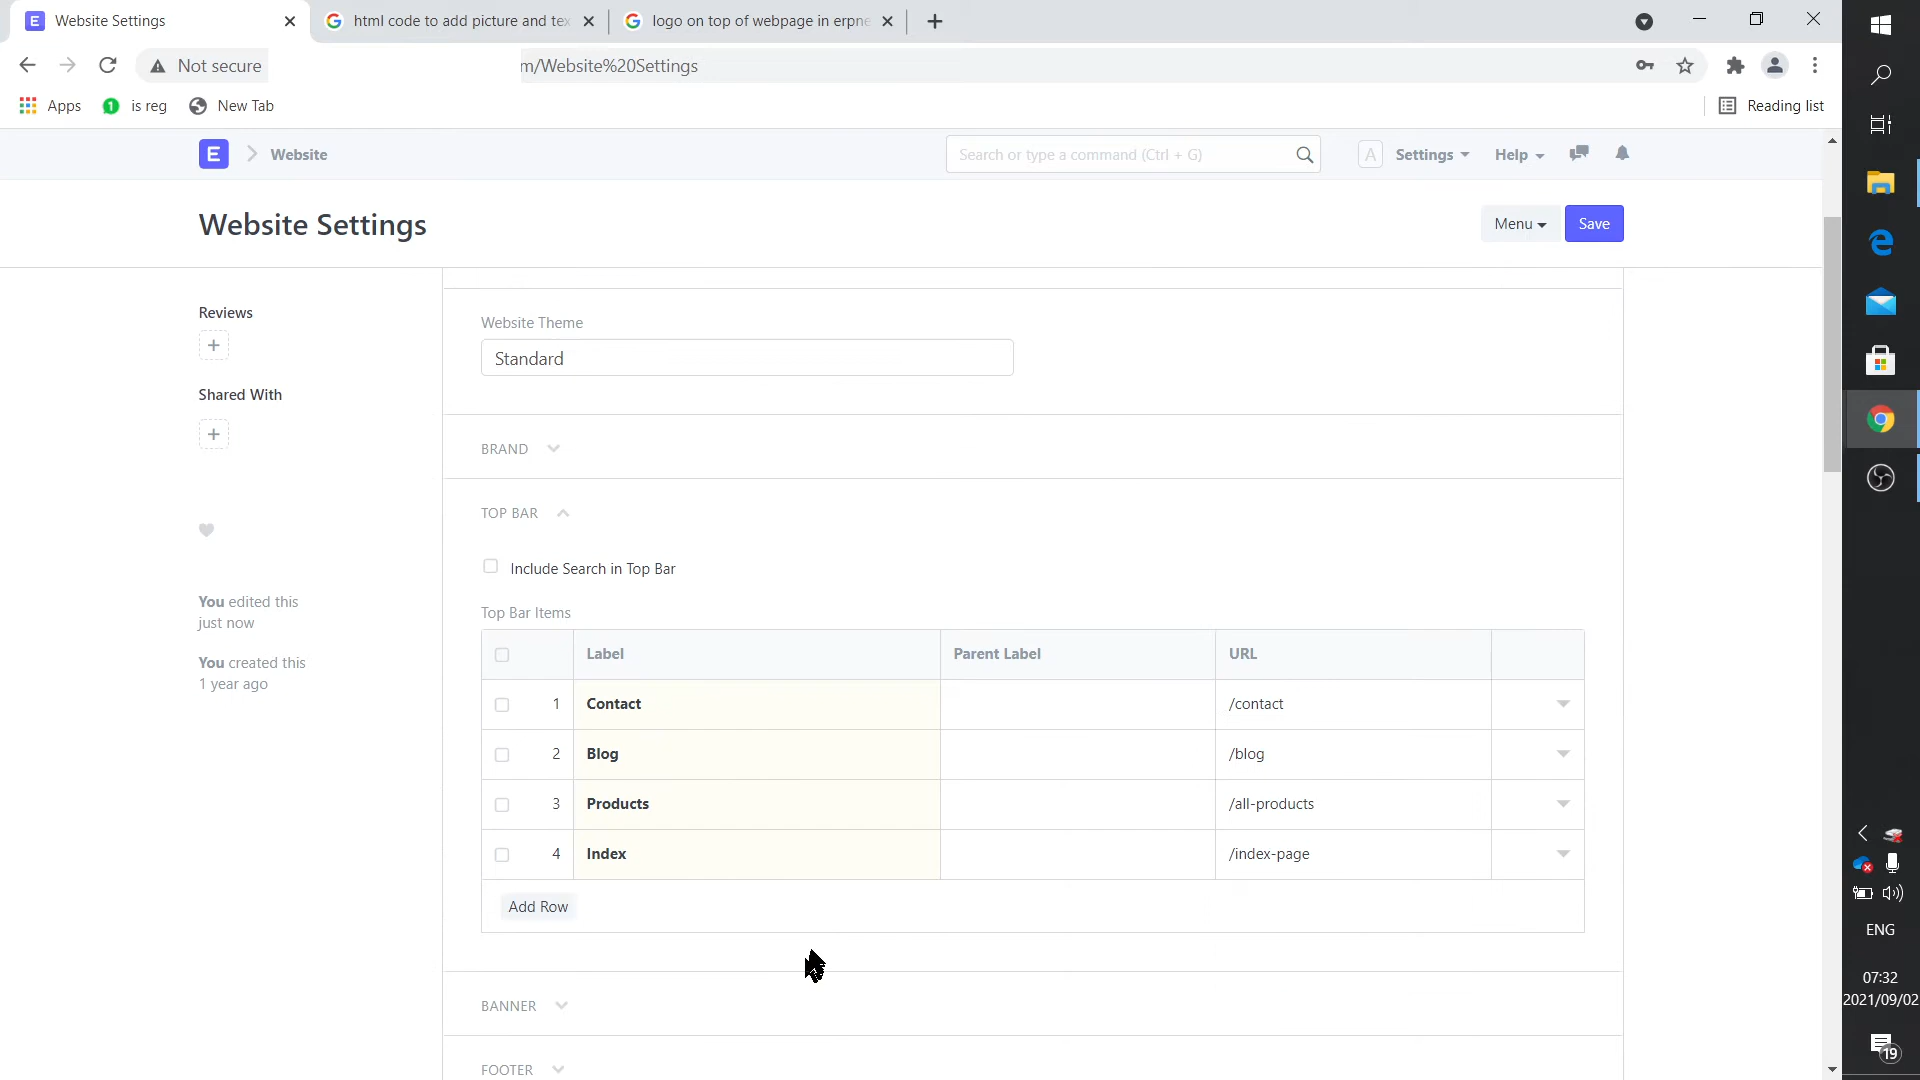 Website Settings
html code to add picture and tex
logo on top of webpage in erpne
Not secure
m/Website%20Settings
Apps
1
is reg
New Tab
Reading list
E
Website
Search or type a command (Ctrl + G)
A
Settings
Help
Website Settings
Menu
Save
Reviews
+
Shared With
+
You edited this
just now
You created this
1 year ago
Website Theme
Standard
BRAND
TOP BAR
Include Search in Top Bar
Top Bar Items
Label Parent Label URL
1 Contact /contact
2 Blog /blog
3 Products /all-products
4 Index /index-page
Add Row
BANNER
FOOTER
ENG
07:32
2021/09/02
19